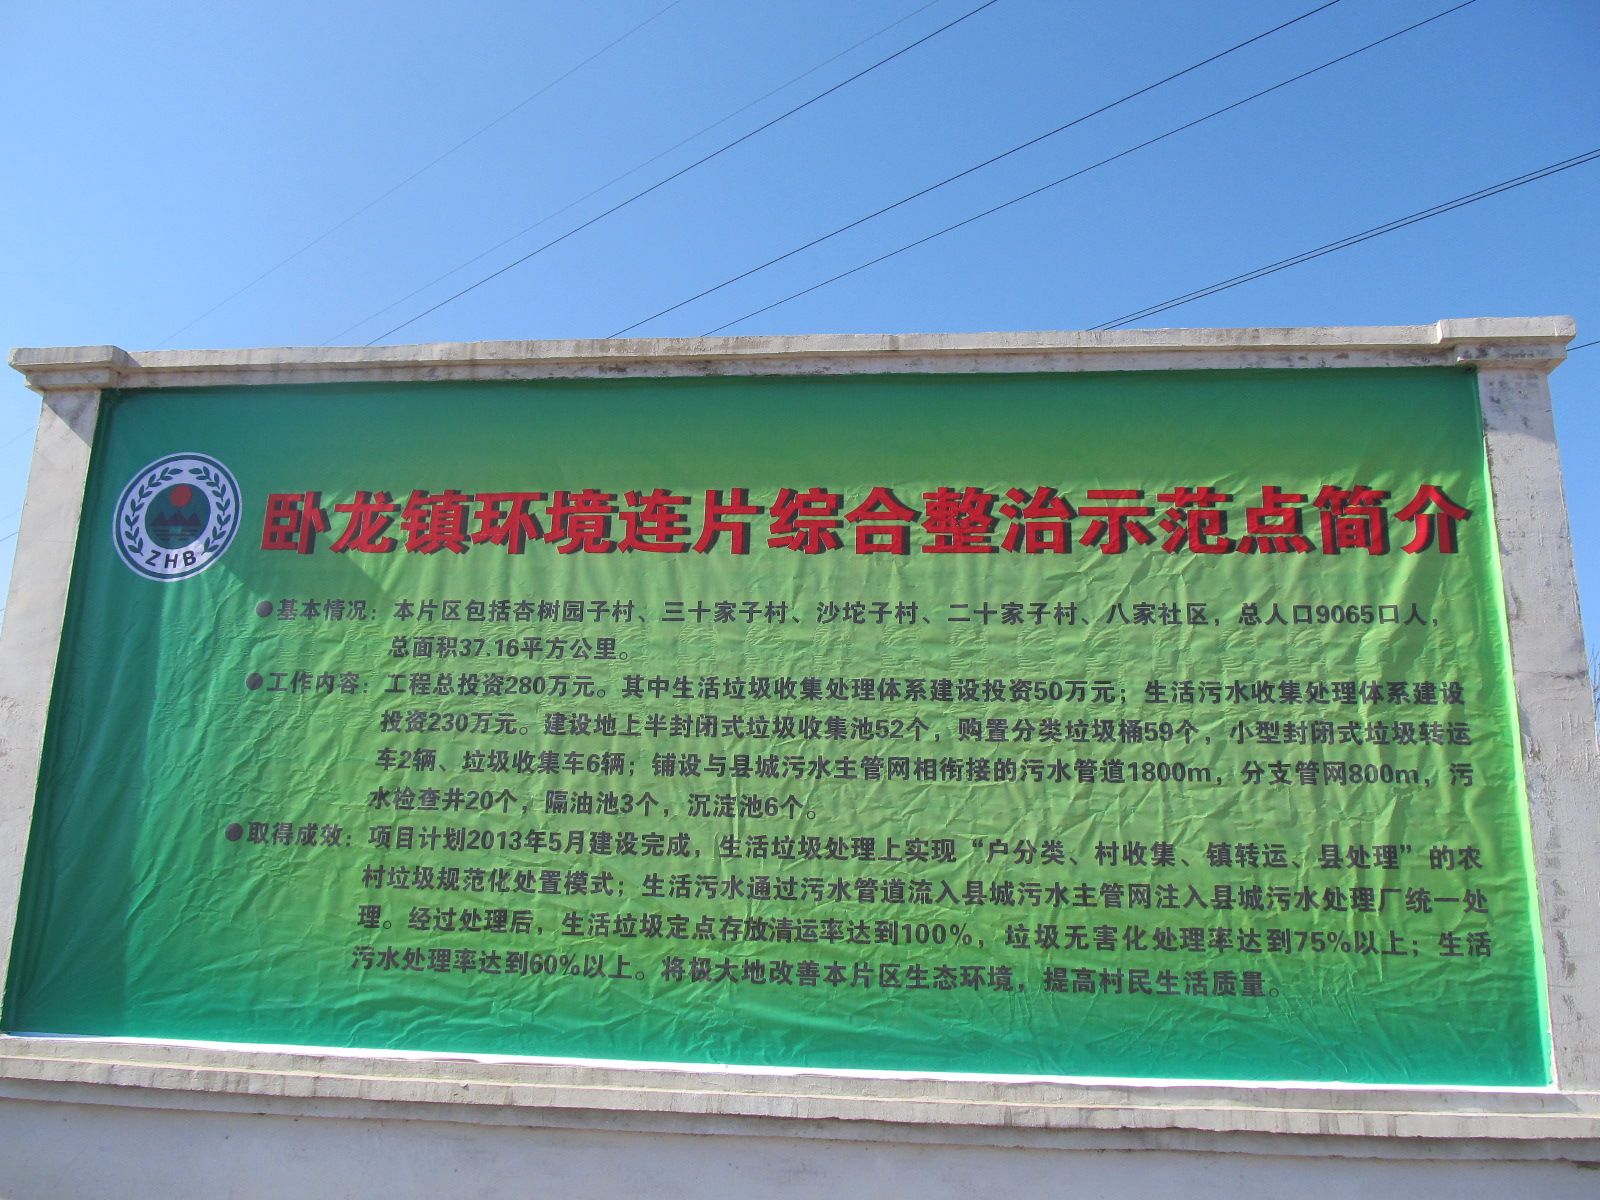 ZHB
卧龙镇环境连片综合整治示范点简介
●基本情况：本片区包括杏树园子村、三十家子村、沙坨子村、二十家子村、八家社区，总人口9065口人，
总面积37.16平方公里。
●工作内容：工程总投资280万元。其中生活垃圾收集处理体系建设投资50万元；生活污水收集处理体系建设
投资230万元。建设地上半封闭式垃圾收集池52个，购置分类垃圾桶59个，小型封闭式垃圾转运
车2辆、垃圾收集车6辆；铺设与县城污水主管网相衔接的污水管道1800m，分支管网800m，污
水检查井20个，隔油池3个，沉淀池6个。
●取得成效：项目计划2013年5月建设完成，生活垃圾处理上实现“户分类、村收集、镇转运、县处理”的农
村垃圾规范化处置模式；生活污水通过污水管道流入县城污水主管网注入县城污水处理厂统一处
理。经过处理后，生活垃圾定点存放清运率达到100%，垃圾无害化处理率达到75%以上；生活
污水处理率达到60%以上。将极大地改善本片区生态环境，提高村民生活质量。